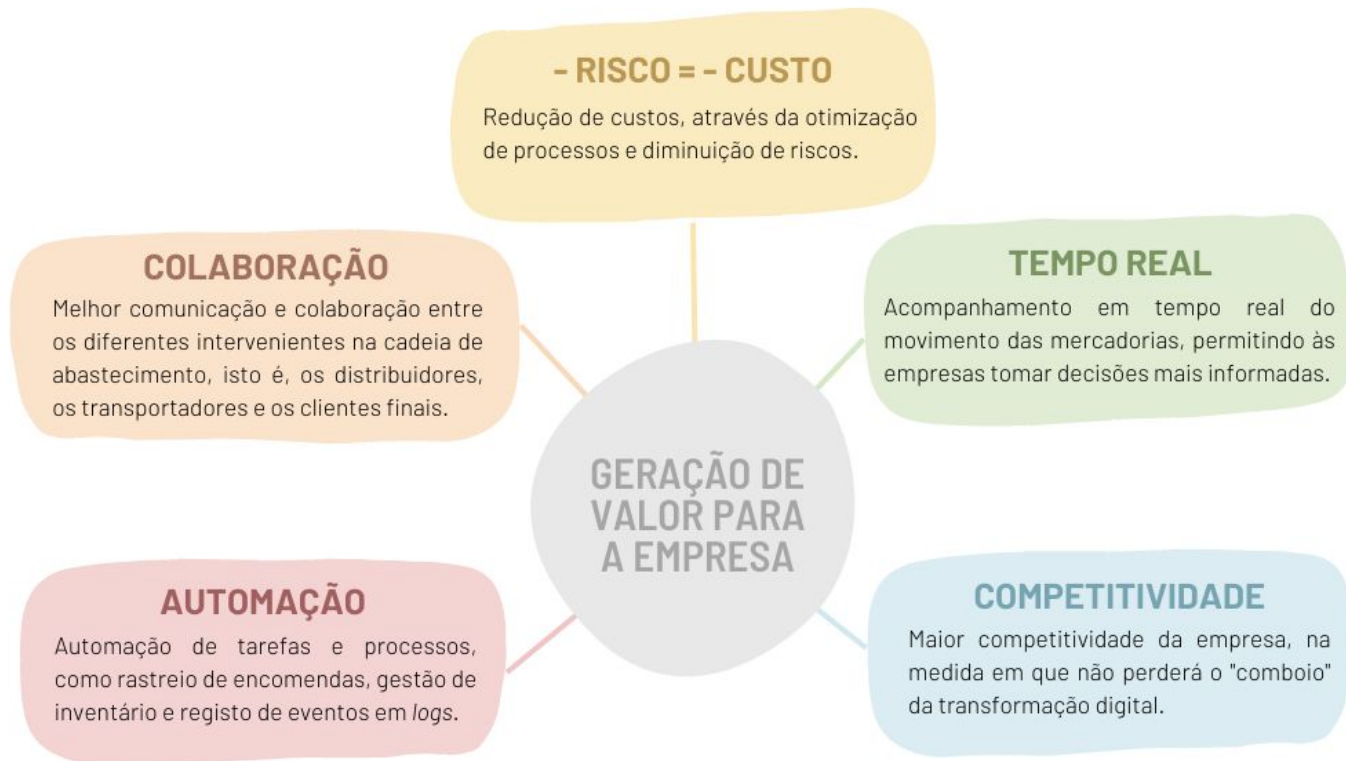 - RISCO = - CUSTO
Redução de custos, através da otimização
de processos e diminuição de riscos.
COLABORAÇÃO
Melhor comunicação e colaboração entre
os diferentes intervenientes na cadeia de
abastecimento, isto é, os distribuidores,
os transportadores e os clientes finais.
TEMPO REAL
Acompanhamento em tempo real do
movimento das mercadorias, permitindo às
empresas tomar decisões mais informadas.
GERAÇÃO DE
VALOR PARA
A EMPRESA
AUTOMAÇÃO
Automação de tarefas e processos,
como rastreio de encomendas, gestão de
inventário e registo de eventos em logs.
COMPETITIVIDADE
Maior competitividade da empresa, na
medida em que não perderá o "comboio"
da transformação digital.